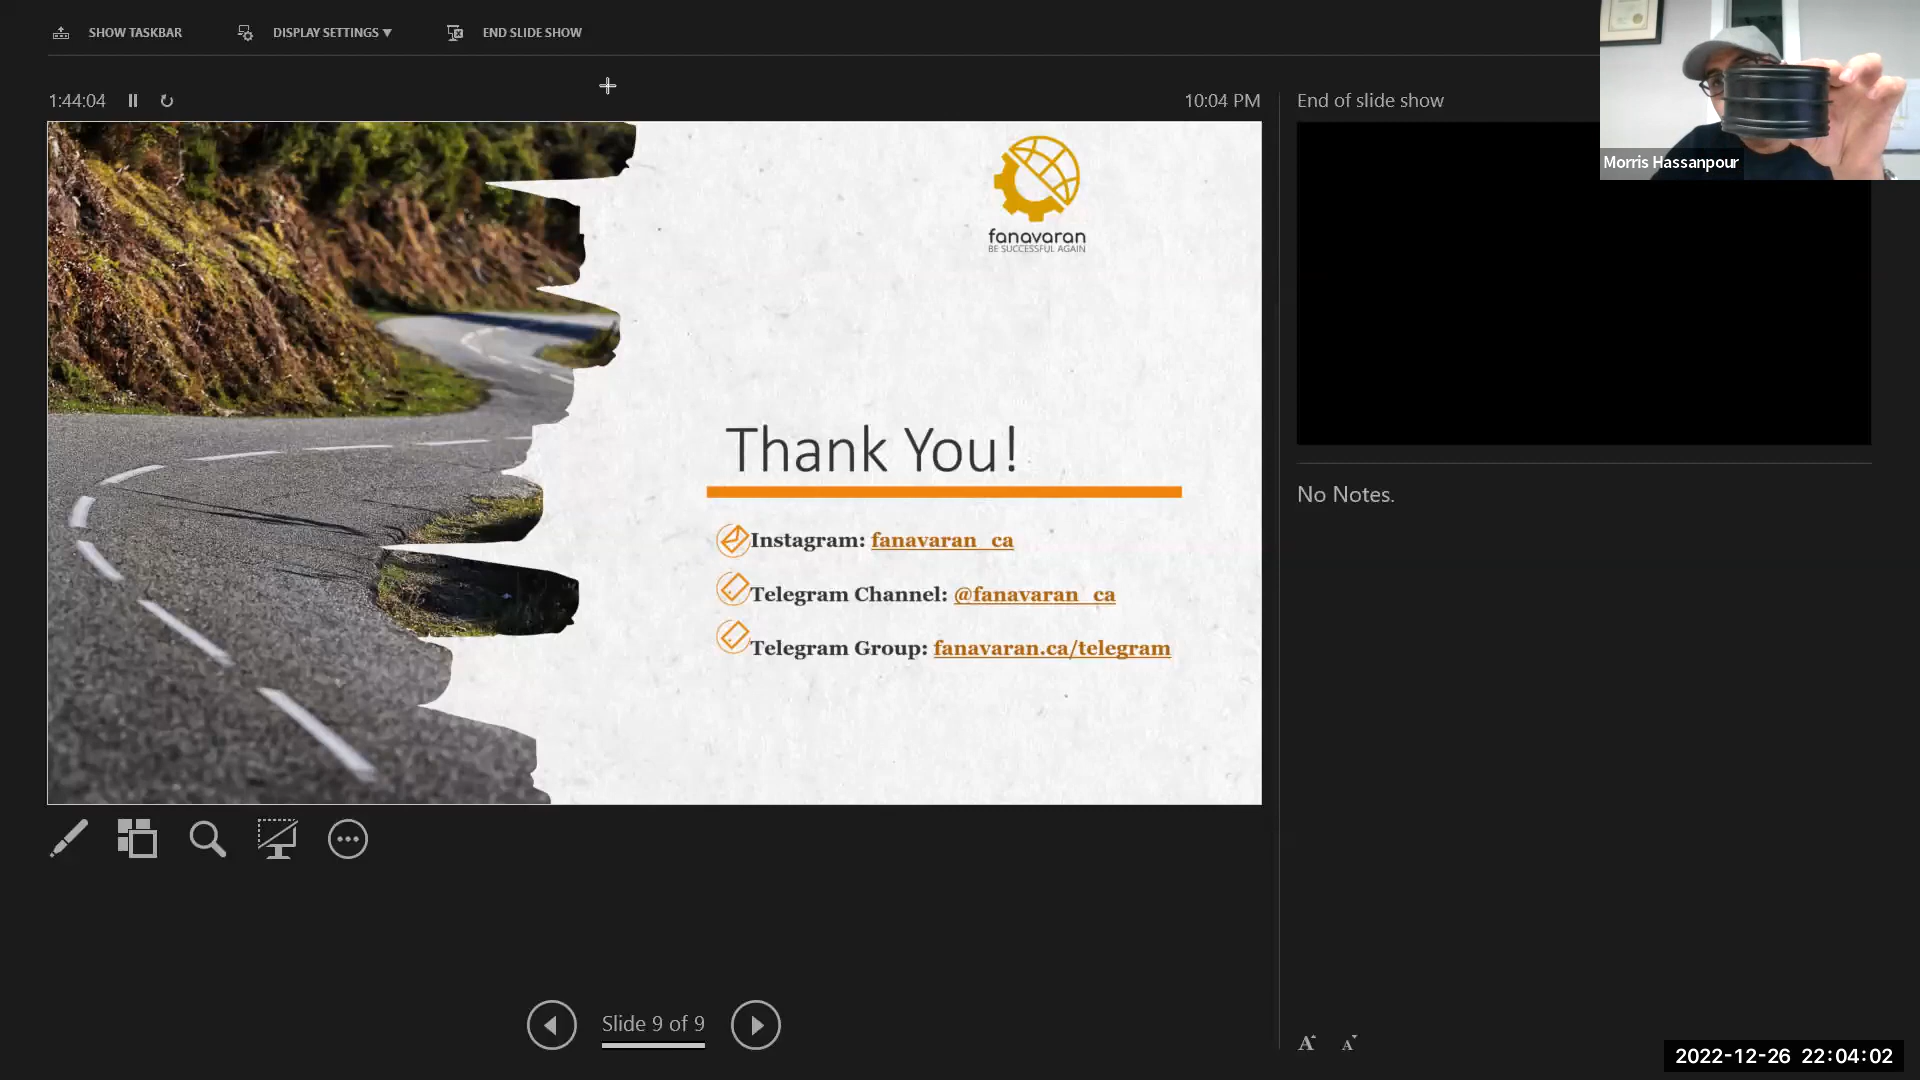 SHOW TASKBAR
DISPLAY SETTINGS ▼
END SLIDE SHOW
1:44:04
10:04 PM
End of slide show
Morris Hassanpour
fanavaran
BE SUCCESSFUL AGAIN
Thank You!
Instagram: fanavaran_ca
Telegram Channel: @fanavaran_ca
Telegram Group: fanavaran.ca/telegram
No Notes.
Slide 9 of 9
A A
2022-12-26 22:04:02